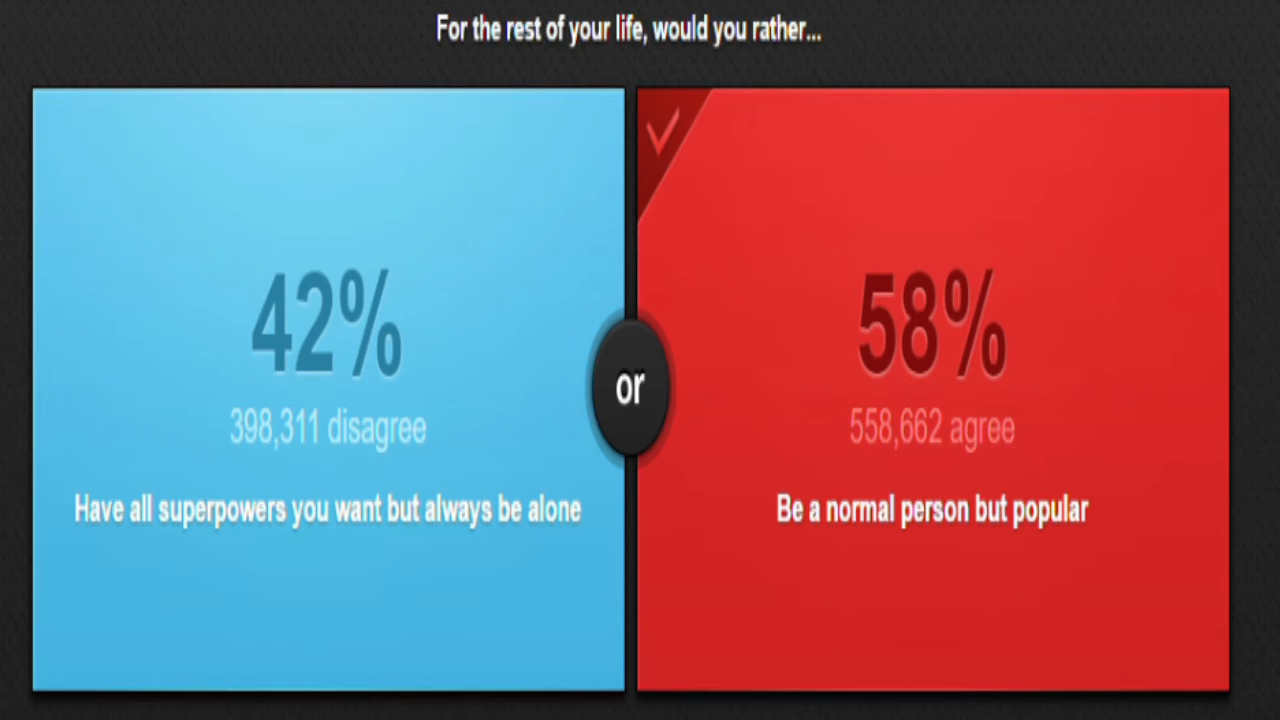 For the rest of your life, would you rather...
42%
398,311 disagree
Have all superpowers you want but always be alone
or
58%
558,662 agree
Be a normal person but popular